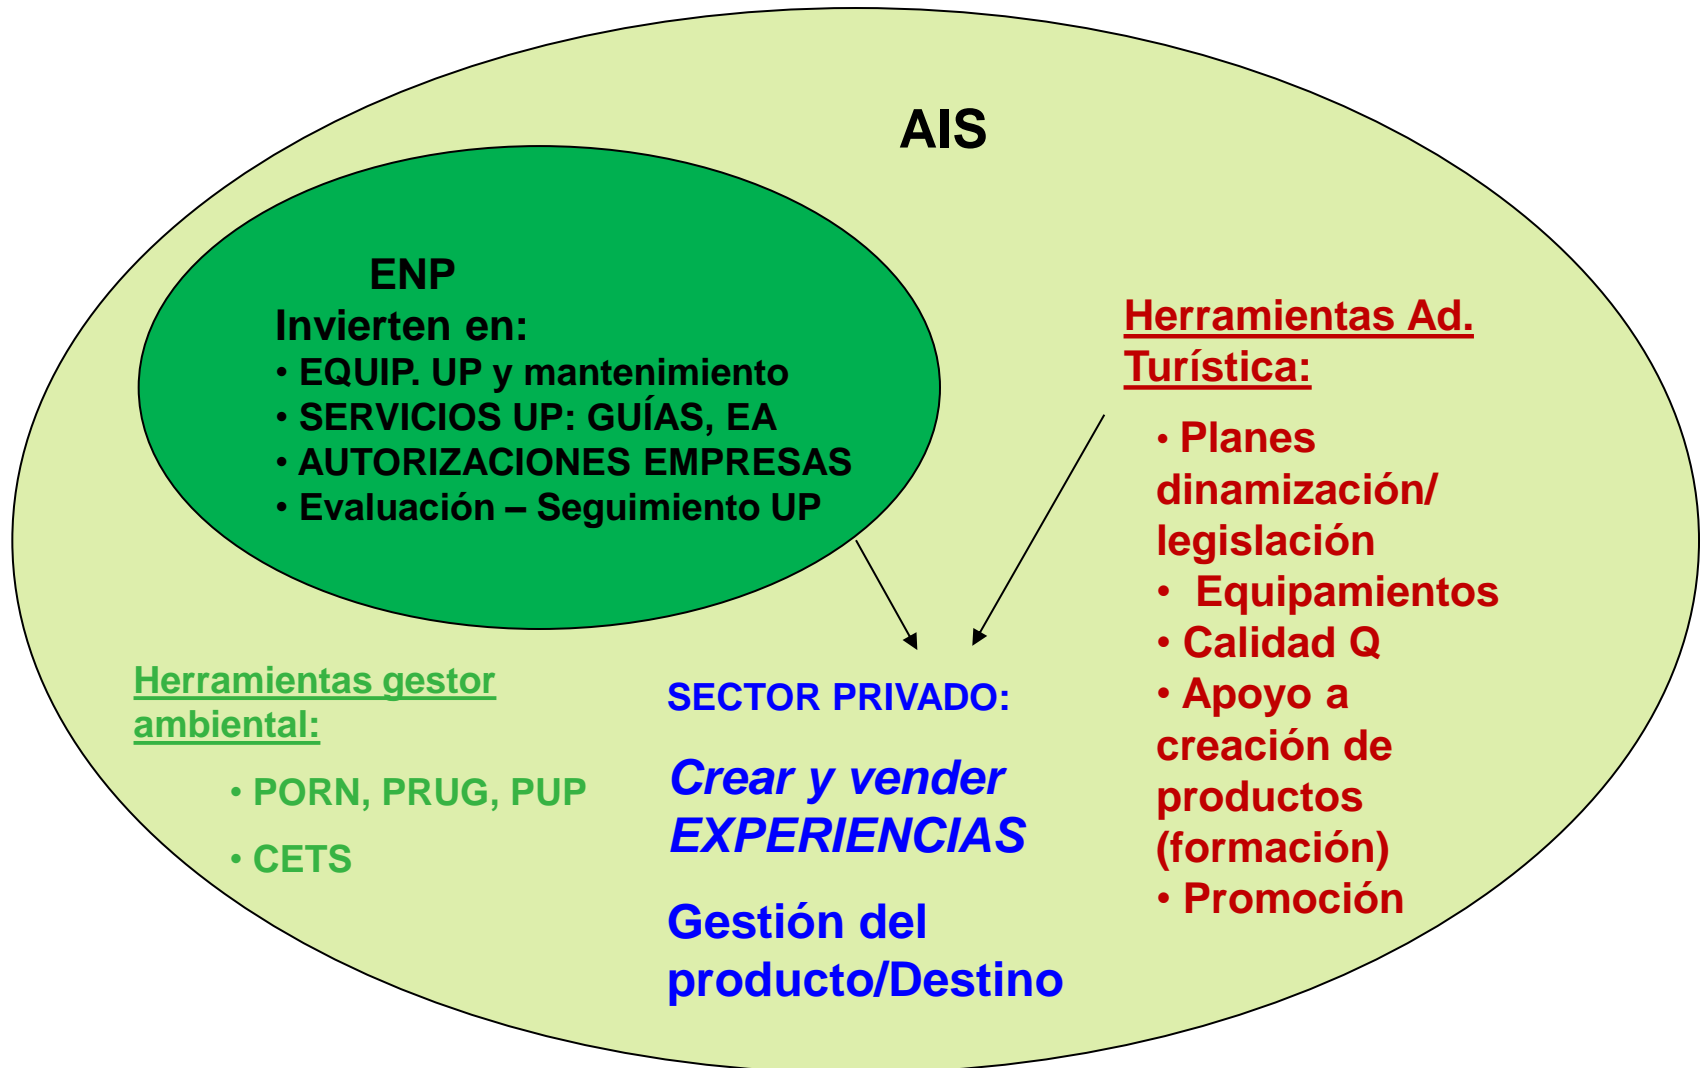 AIS
ENP
Invierten en:
• EQUIP. UP y mantenimiento
• SERVICIOS UP: GUÍAS, EA
• AUTORIZACIONES EMPRESAS
• Evaluación – Seguimiento UP
Herramientas Ad.
Turística:
• Planes
dinamización/
legislación
• Equipamientos
• Calidad Q
• Apoyo a
creación de
productos
(formación)
• Promoción
Herramientas gestor
ambiental:
• PORN, PRUG, PUP
• CETS
SECTOR PRIVADO:
Crear y vender
EXPERIENCIAS
Gestión del
producto/Destino